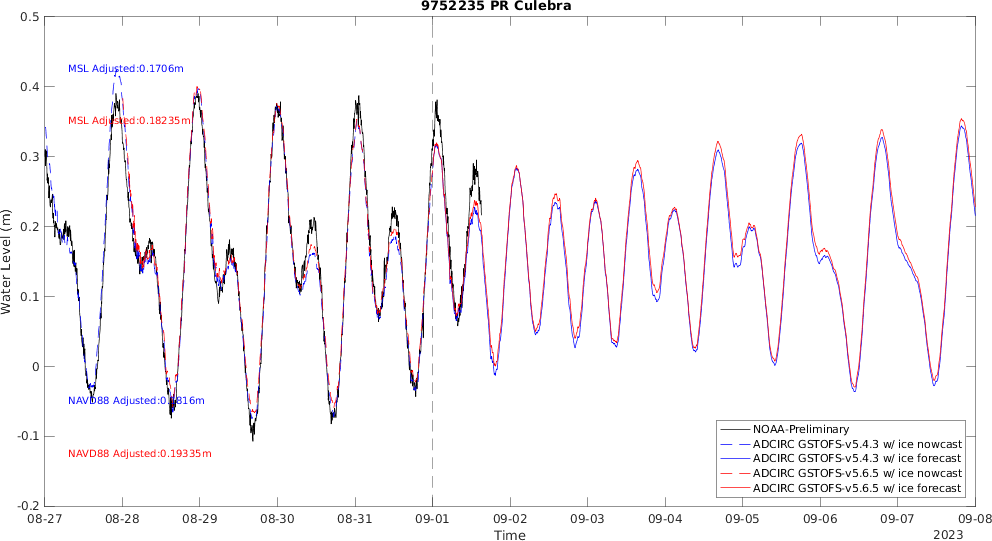 9752235 PR Culebra
0.5
0.4
0.3
0.2
0.1
0
-0.1
-0.2
Water Level (m)
MSL Adjusted:0.1706m
MSL Adjusted:0.18235m
NAVD88 Adjusted:0.1816m
NAVD88 Adjusted:0.19335m
NOAA-Preliminary
ADCIRC GSTOFS-v5.4.3 w/ ice nowcast
ADCIRC GSTOFS-v5.4.3 w/ ice forecast
ADCIRC GSTOFS-v5.6.5 w/ ice nowcast
ADCIRC GSTOFS-v5.6.5 w/ ice forecast
08-27 08-28 08-29 08-30 08-31 09-01 09-02 09-03 09-04 09-05 09-06 09-07 09-08
Time
2023